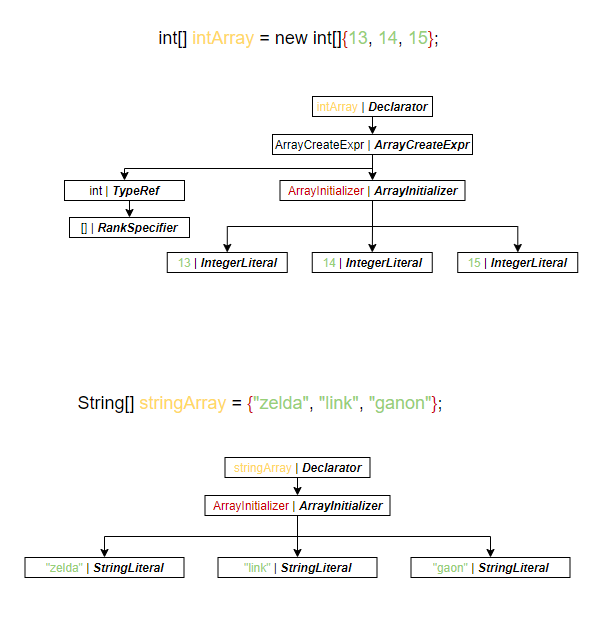 int[] intArray = new int[]{13, 14, 15};
intArray | Declarator
ArrayCreateExpr | ArrayCreateExpr
int | TypeRef
ArrayInitializer | ArrayInitializer
[] | RankSpecifier
13 | IntegerLiteral
14 | IntegerLiteral
15 | IntegerLiteral
String[] stringArray = {"zelda", "link", "ganon"};
stringArray | Declarator
ArrayInitializer | ArrayInitializer
"zelda" | StringLiteral
"link" | StringLiteral
"gaon" | StringLiteral